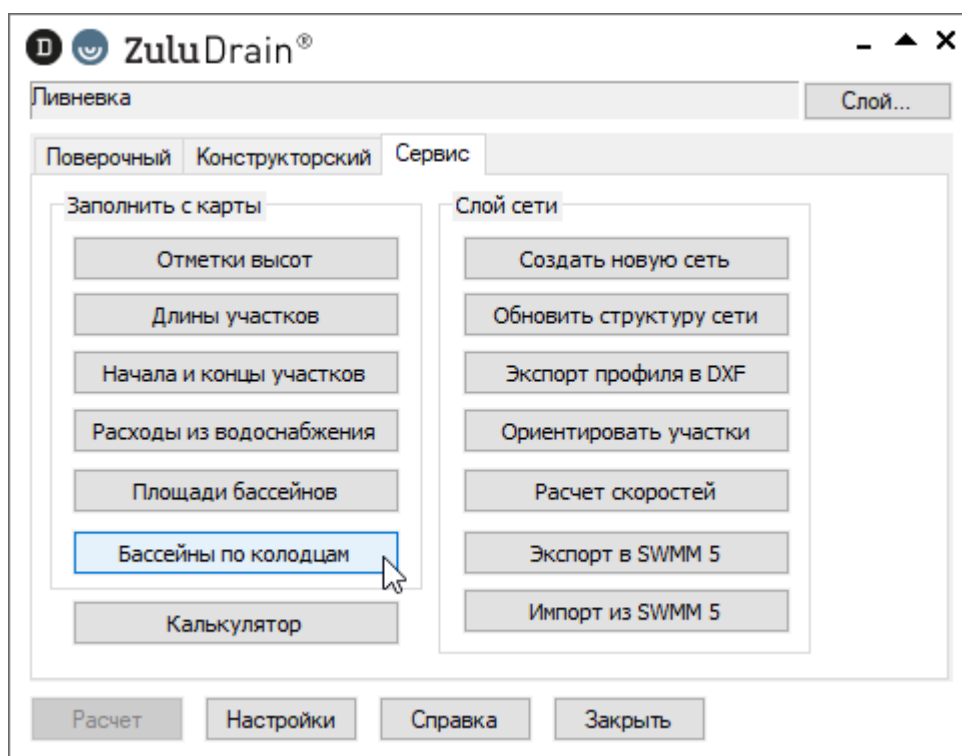 D ZuluDrain®
Ливневка
Слой...
Поверочный Конструкторский Сервис
Заполнить с карты
Отметки высот
Длины участков
Начала и концы участков
Расходы из водоснабжения
Площади бассейнов
Бассейны по колодцам
Калькулятор
Слой сети
Создать новую сеть
Обновить структуру сети
Экспорт профиля в DXF
Ориентировать участки
Расчет скоростей
Экспорт в SWMM 5
Импорт из SWMM 5
Расчет Настройки Справка Закрыть